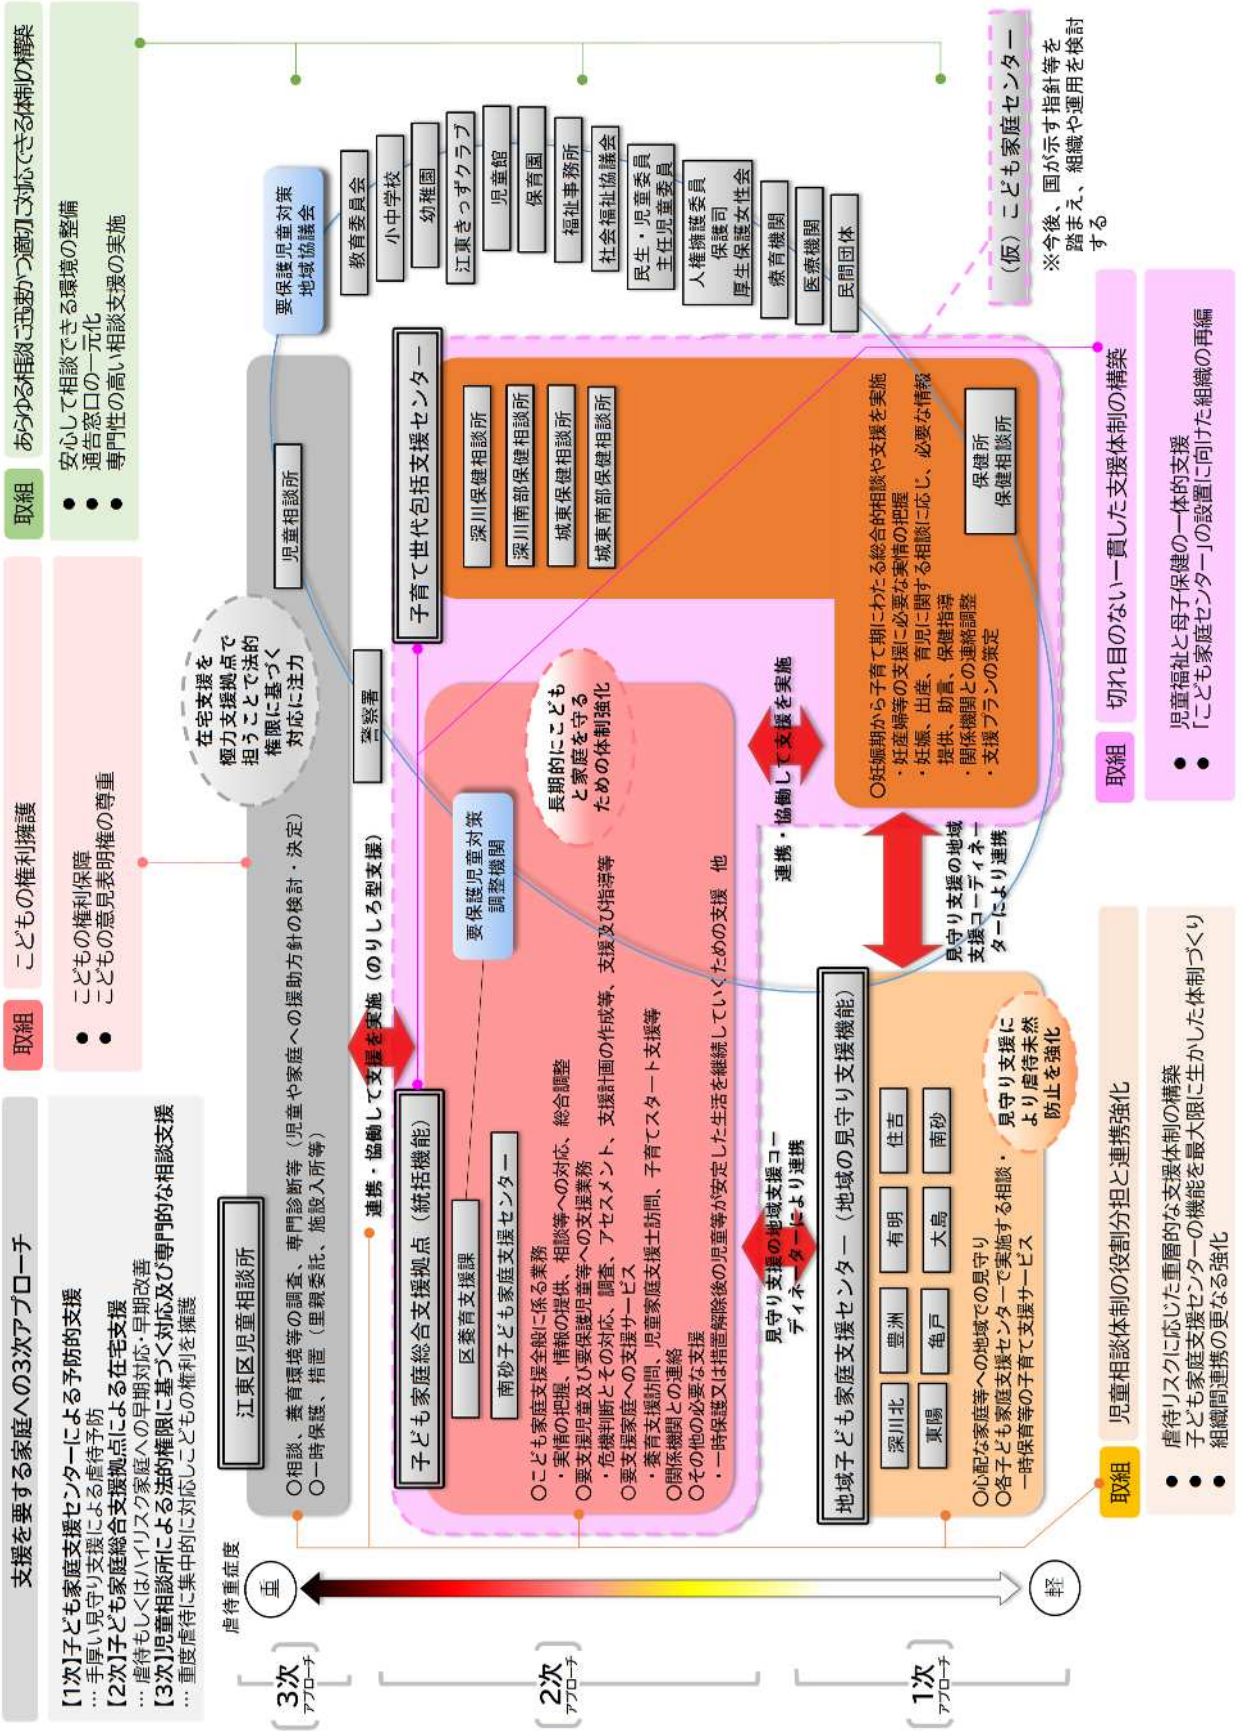 支援を要する家庭への3次アプローチ
【1次】子ども家庭支援センターによる予防的支援
… 手厚い見守り支援による虐待予防
【2次】子ども家庭総合支援拠点による在宅支援
… 虐待もしくはハイリスク家庭への早期対応・早期改善
【3次】児童相談所による法的権限に基づく対応及び専門的な相談支援
… 重度虐待に集中的に対応しこどもの権利を擁護
取組
こどもの権利擁護
● こどもの権利保障
● こどもの意見表明権の尊重
取組
あらゆる相談に迅速かつ適切に対応できる体制の構築
● 安心して相談できる環境の整備
● 通告窓口の一元化
● 専門性の高い相談支援の実施
虐待重症度
重
軽
3次
アプローチ
2次
アプローチ
1次
アプローチ
江東区児童相談所
○相談、養育環境等の調査、専門診断等（児童や家庭への援助方針の検討・決定）
○一時保護、措置（里親委託、施設入所等）
在宅支援を
極力支援拠点で
担うことで法的
権限に基づく
対応に注力
児童相談所
警察署
要保護児童対策
地域協議会
教育委員会
小中学校
幼稚園
江東きっずクラブ
児童館
保育園
福祉事務所
社会福祉協議会
民生・児童委員
主任児童委員
人権擁護委員
保護司
厚生保護女性会
療育機関
医療機関
民間団体
連携・協働して支援を実施（のりしろ型支援）
子ども家庭総合支援拠点（統括機能）
区養育支援課
南砂子ども家庭支援センター
要保護児童対策
調整機関
長期的にこども
と家庭を守る
ための体制強化
○こども家庭支援全般に係る業務
・実情の把握、情報の提供、相談等への対応、総合調整
○要支援児童及び要保護児童等への支援業務
・危機判断とその対応、調査、アセスメント、支援計画の作成等、支援及び指導等
○要支援家庭への支援サービス
・養育支援訪問、児童家庭支援士訪問、子育てスタート支援等
○関係機関との連絡
○その他の必要な支援
・一時保護又は措置解除後の児童等が安定した生活を継続していくための支援　他
子育て世代包括支援センター
深川保健相談所
深川南部保健相談所
城東保健相談所
城東南部保健相談所
○妊娠期から子育て期にわたる総合的相談や支援を実施
・妊産婦等の支援に必要な実情の把握
・妊娠、出産、育児に関する相談に応じ、必要な情報
提供、助言、保健指導
・関係機関との連絡調整
・支援プランの策定
保健所
保健相談所
（仮）こども家庭センター
※今後、国が示す指針等を
踏まえ、組織や運用を検討
する
見守り支援の地域支援コー
ディネーターにより連携
連携・協働して支援を実施
見守り支援の地域
支援コーディネー
ターにより連携
地域子ども家庭支援センター（地域の見守り支援機能）
深川北
豊洲
有明
住吉
東陽
亀戸
大島
南砂
○心配な家庭等への地域での見守り
○各子ども家庭支援センターで実施する相談・
一時保育等の子育て支援サービス
見守り支援に
より虐待未然
防止を強化
取組
児童相談体制の役割分担と連携強化
● 虐待リスクに応じた重層的な支援体制の構築
● 子ども家庭支援センターの機能を最大限に生かした体制づくり
● 組織間連携の更なる強化
取組
切れ目のない一貫した支援体制の構築
● 児童福祉と母子保健の一体的支援
● 「こども家庭センター」の設置に向けた組織の再編